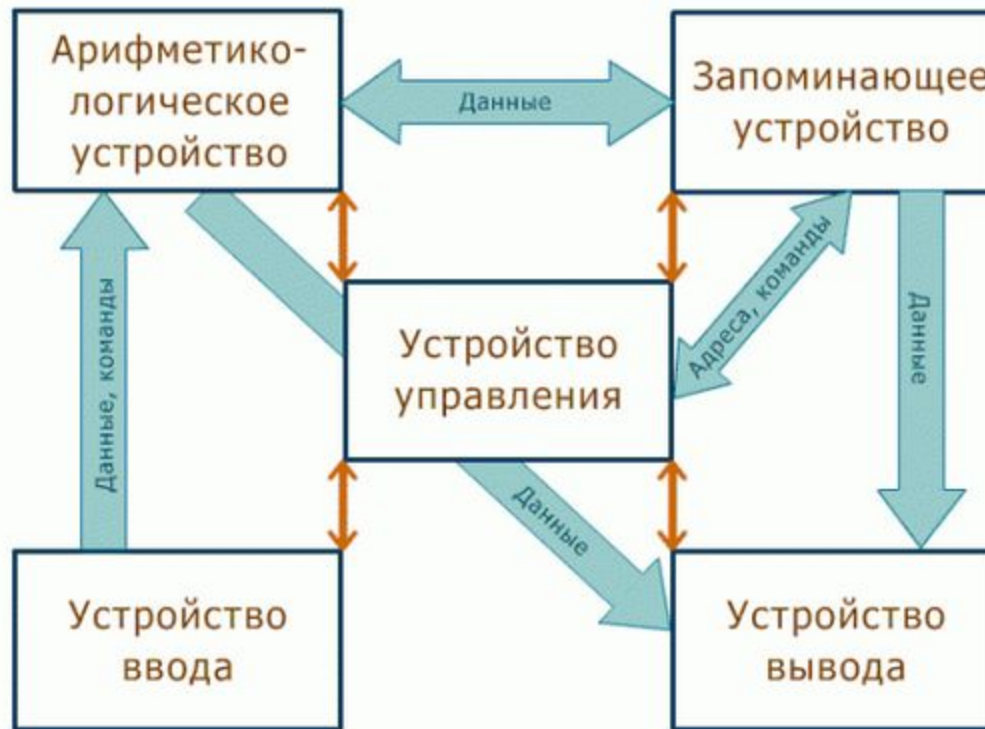 Арифметико-
логическое
устройство
Данные
Запоминающее
устройство
Данные, команды
Устройство
управления
Адреса, команды
Данные
Данные
Устройство
ввода
Устройство
вывода